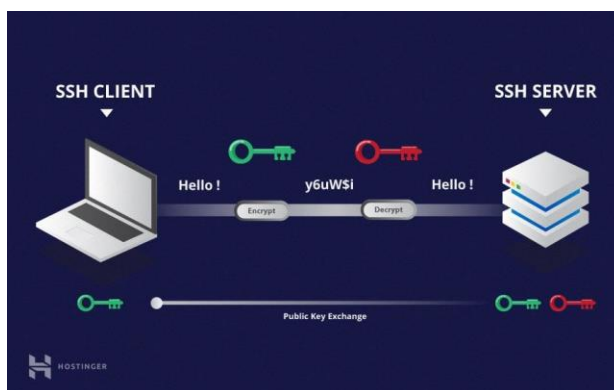 SSH CLIENT
SSH SERVER
Hello !
y6uW$i
Hello !
Encrypt
Decrypt
Public Key Exchange
HOSTINGER